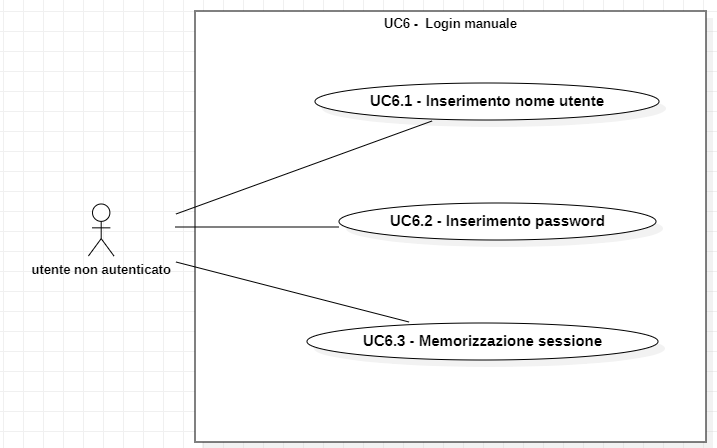 UC6 - Login manuale
UC6.1 - Inserimento nome utente
UC6.2 - Inserimento password
utente non autenticato
UC6.3 - Memorizzazione sessione